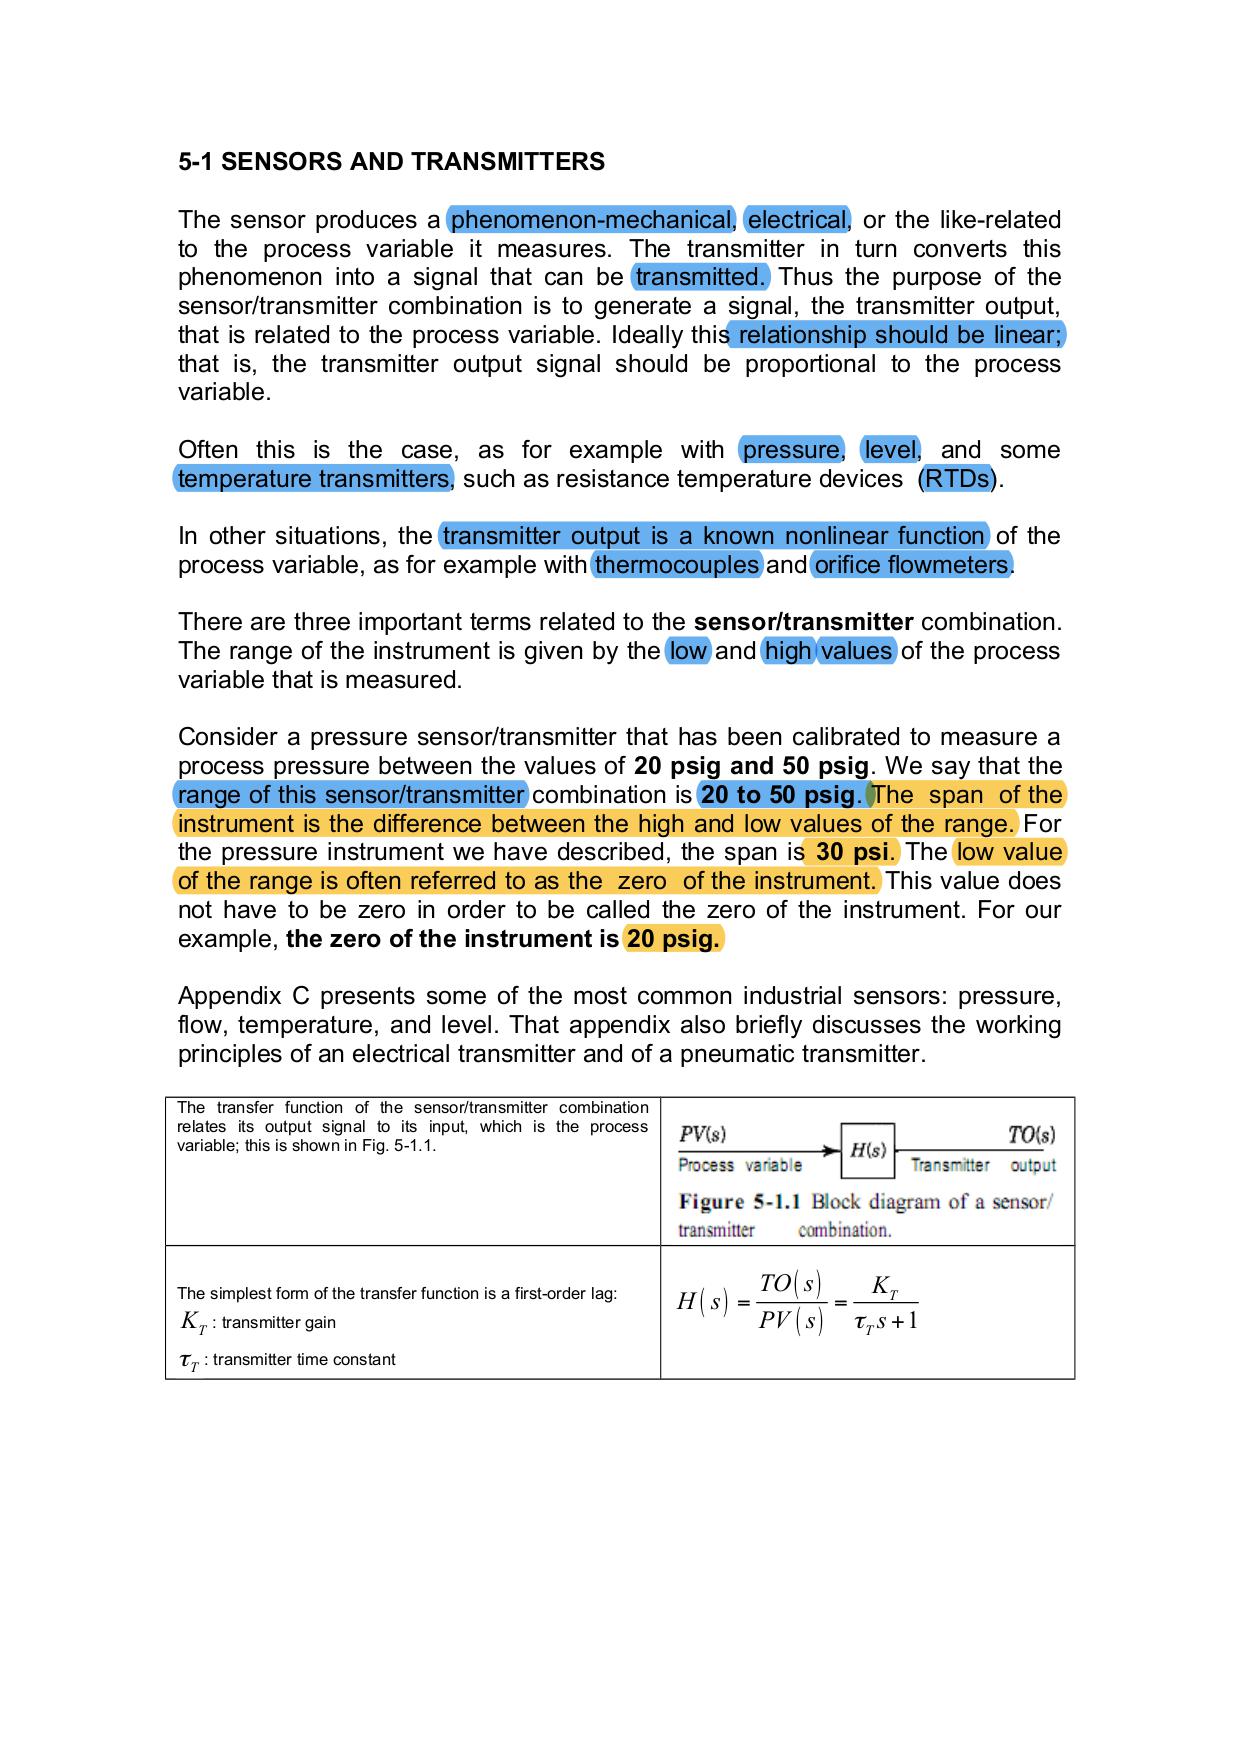 5-1 SENSORS AND TRANSMITTERS
The sensor produces a phenomenon-mechanical, electrical, or the like-related
to the process variable it measures. The transmitter in turn converts this
phenomenon into a signal that can be transmitted. Thus the purpose of the
sensor/transmitter combination is to generate a signal, the transmitter output,
that is related to the process variable. Ideally this relationship should be linear;
that is, the transmitter output signal should be proportional to the process
variable.
Often this is the case, as for example with pressure, level, and some
temperature transmitters, such as resistance temperature devices (RTDs).
In other situations, the transmitter output is a known nonlinear function of the
process variable, as for example with thermocouples and orifice flowmeters.
There are three important terms related to the sensor/transmitter combination.
The range of the instrument is given by the low and high values of the process
variable that is measured.
Consider a pressure sensor/transmitter that has been calibrated to measure a
process pressure between the values of 20 psig and 50 psig. We say that the
range of this sensor/transmitter combination is 20 to 50 psig. The span of the
instrument is the difference between the high and low values of the range. For
the pressure instrument we have described, the span is 30 psi. The low value
of the range is often referred to as the zero of the instrument. This value does
not have to be zero in order to be called the zero of the instrument. For our
example, the zero of the instrument is 20 psig.
Appendix C presents some of the most common industrial sensors: pressure,
flow, temperature, and level. That appendix also briefly discusses the working
principles of an electrical transmitter and of a pneumatic transmitter.
The transfer function of the sensor/transmitter combination
relates its output signal to its input, which is the process
variable; this is shown in Fig. 5-1.1.
PV(s) H(s) TO(s)
Process variable Transmitter output
Figure 5-1.1 Block diagram of a sensor/
transmitter combination.
The simplest form of the transfer function is a first-order lag:
K_T : transmitter gain
τ_T : transmitter time constant
H(s) = TO(s)/PV(s) = K_T/(τ_T s+1)